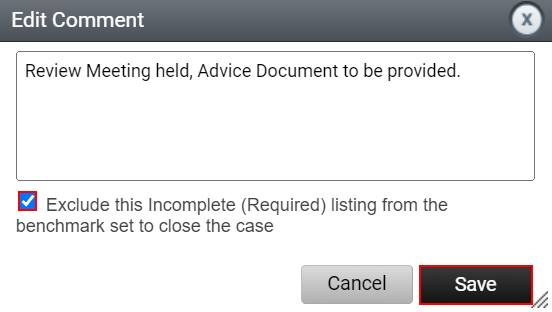 Edit Comment
X
Review Meeting held, Advice Document to be provided.
Exclude this Incomplete (Required) listing from the
benchmark set to close the case
Cancel
Save